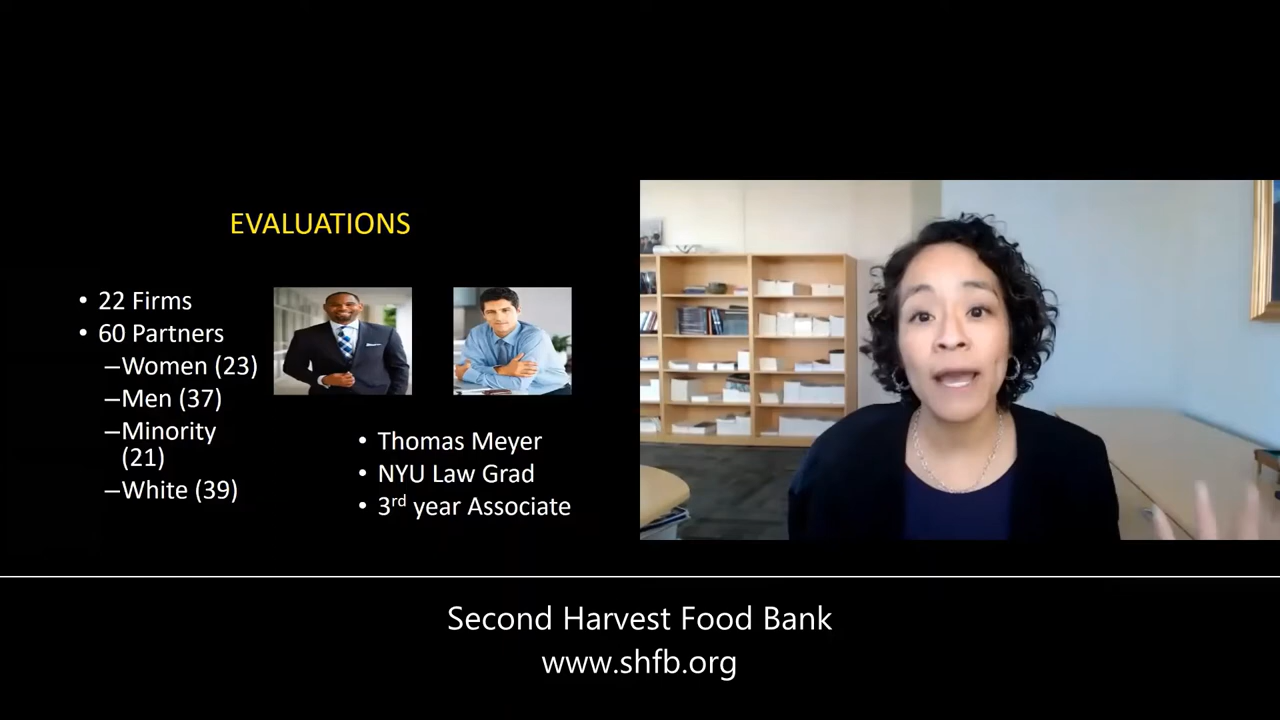 EVALUATIONS
• 22 Firms
• 60 Partners
–Women (23)
–Men (37)
–Minority
(21)
–White (39)
• Thomas Meyer
• NYU Law Grad
• 3rd year Associate
Second Harvest Food Bank
www.shfb.org